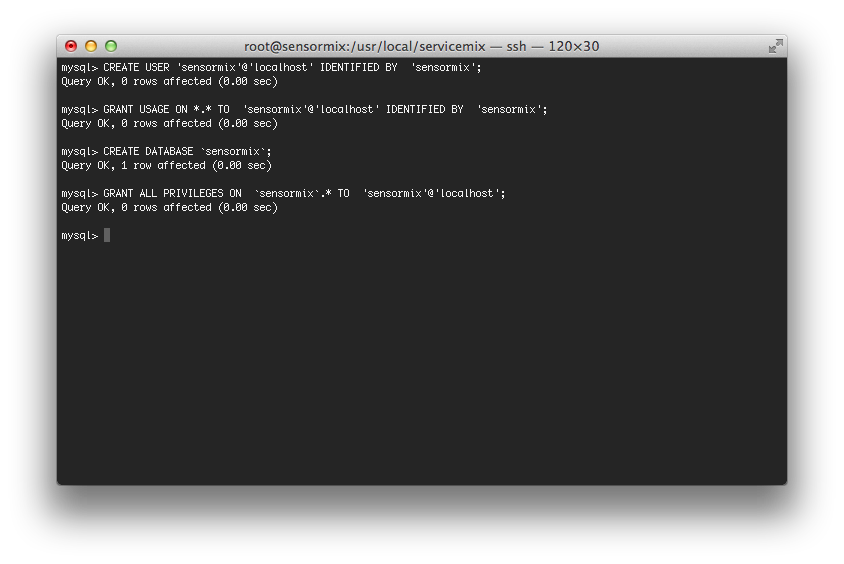 root@sensormix:/usr/local/servicemix — ssh — 120×30
mysql> CREATE USER 'sensormix'@'localhost' IDENTIFIED BY  'sensormix';
Query OK, 0 rows affected (0.00 sec)
mysql> GRANT USAGE ON *.* TO  'sensormix'@'localhost' IDENTIFIED BY  'sensormix';
Query OK, 0 rows affected (0.00 sec)
mysql> CREATE DATABASE `sensormix`;
Query OK, 1 row affected (0.00 sec)
mysql> GRANT ALL PRIVILEGES ON  `sensormix`.* TO  'sensormix'@'localhost';
Query OK, 0 rows affected (0.00 sec)
mysql>